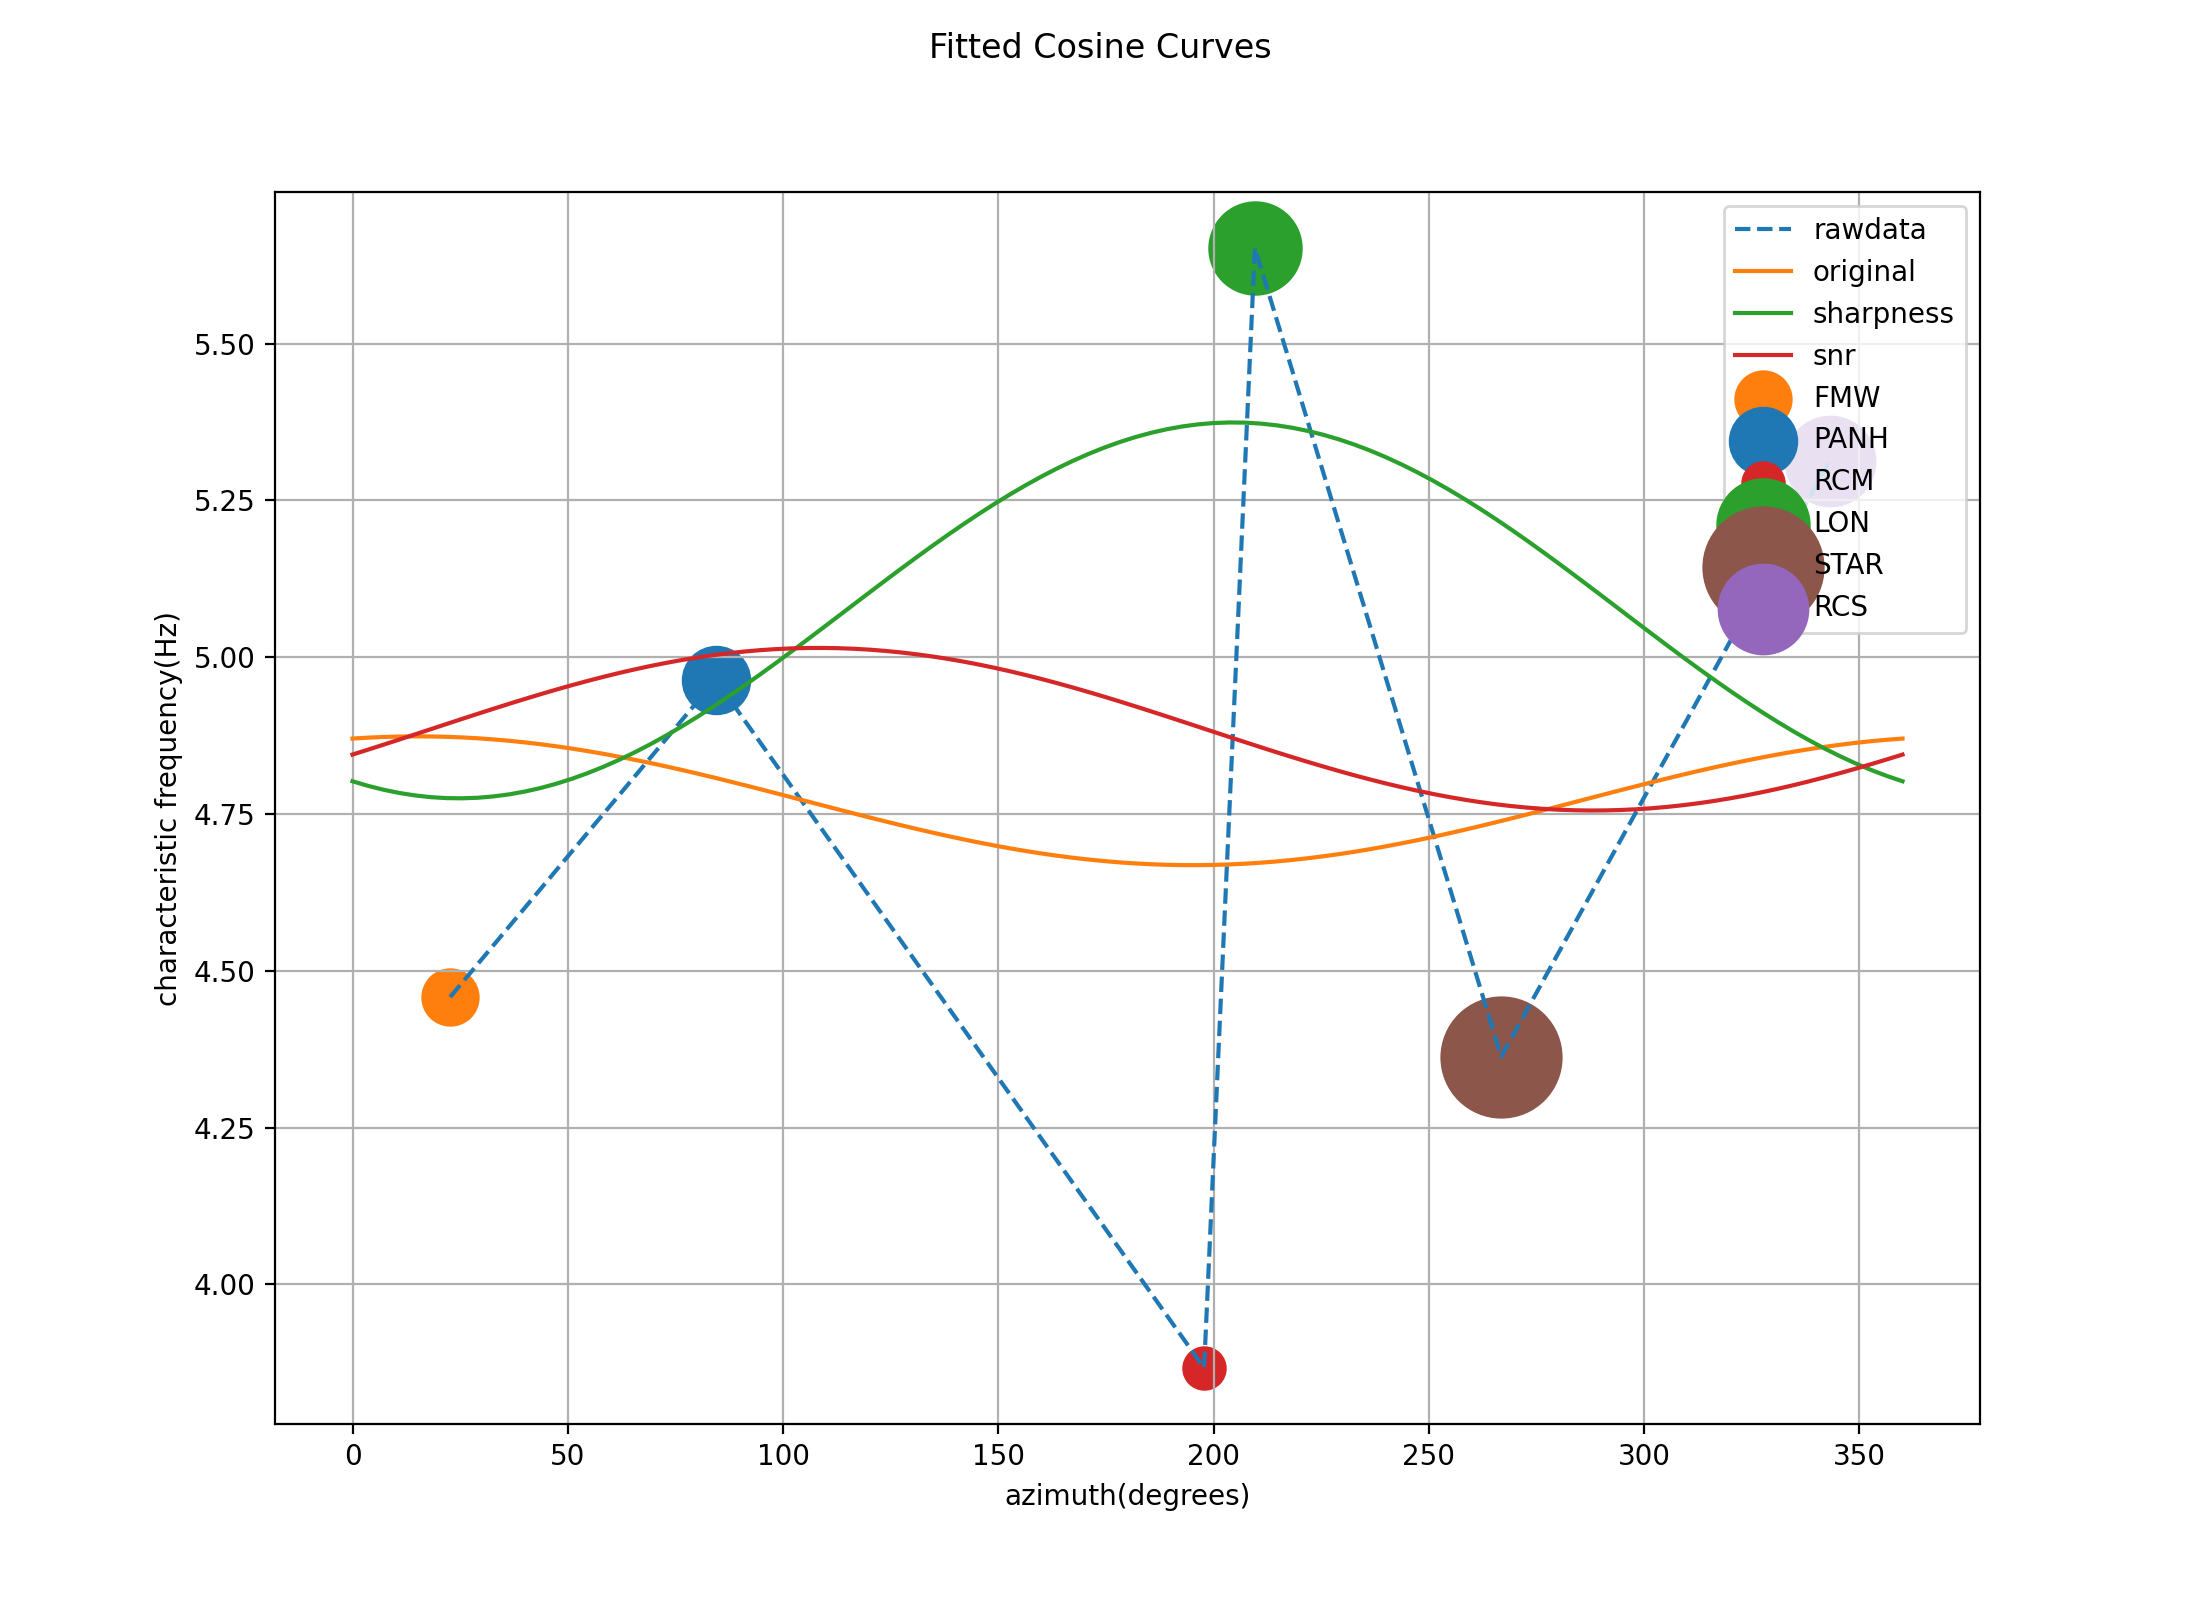 Fitted Cosine Curves
rawdata
original
sharpness
snr
FMW
PANH
RCM
LON
STAR
RCS
characteristic frequency(Hz)
5.50
5.25
5.00
4.75
4.50
4.25
4.00
0 50 100 150 200 250 300 350
azimuth(degrees)